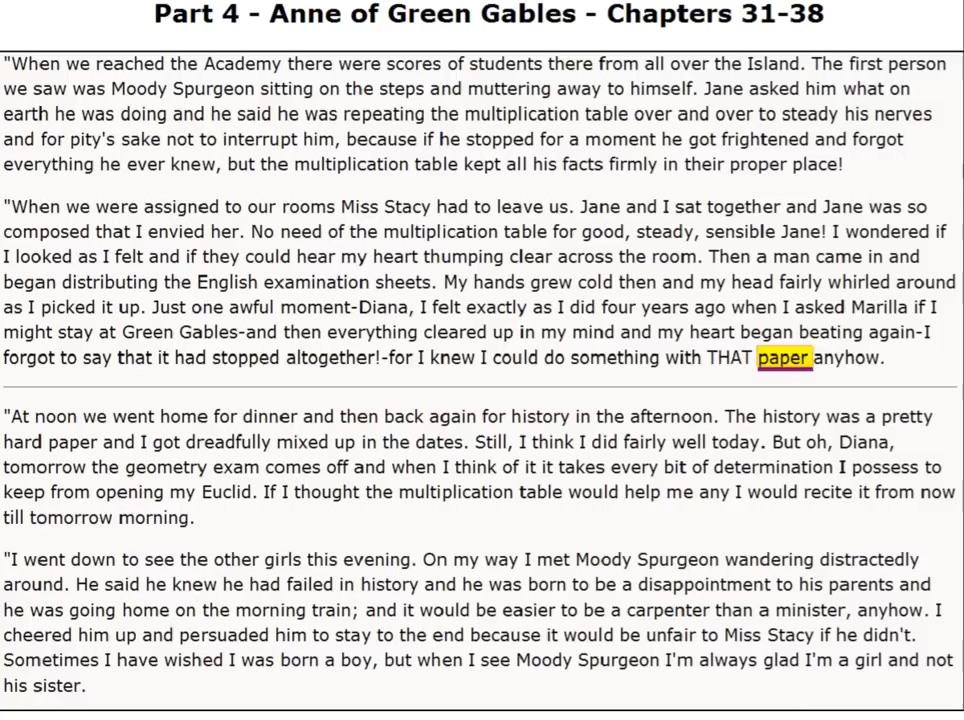 Part 4 - Anne of Green Gables - Chapters 31-38
"When we reached the Academy there were scores of students there from all over the Island. The first person
we saw was Moody Spurgeon sitting on the steps and muttering away to himself. Jane asked him what on
earth he was doing and he said he was repeating the multiplication table over and over to steady his nerves
and for pity's sake not to interrupt him, because if he stopped for a moment he got frightened and forgot
everything he ever knew, but the multiplication table kept all his facts firmly in their proper place!
"When we were assigned to our rooms Miss Stacy had to leave us. Jane and I sat together and Jane was so
composed that I envied her. No need of the multiplication table for good, steady, sensible Jane! I wondered if
I looked as I felt and if they could hear my heart thumping clear across the room. Then a man came in and
began distributing the English examination sheets. My hands grew cold then and my head fairly whirled around
as I picked it up. Just one awful moment-Diana, I felt exactly as I did four years ago when I asked Marilla if I
might stay at Green Gables-and then everything cleared up in my mind and my heart began beating again-I
forgot to say that it had stopped altogether!-for I knew I could do something with THAT paper anyhow.
"At noon we went home for dinner and then back again for history in the afternoon. The history was a pretty
hard paper and I got dreadfully mixed up in the dates. Still, I think I did fairly well today. But oh, Diana,
tomorrow the geometry exam comes off and when I think of it it takes every bit of determination I possess to
keep from opening my Euclid. If I thought the multiplication table would help me any I would recite it from now
till tomorrow morning.
"I went down to see the other girls this evening. On my way I met Moody Spurgeon wandering distractedly
around. He said he knew he had failed in history and he was born to be a disappointment to his parents and
he was going home on the morning train; and it would be easier to be a carpenter than a minister, anyhow. I
cheered him up and persuaded him to stay to the end because it would be unfair to Miss Stacy if he didn't.
Sometimes I have wished I was born a boy, but when I see Moody Spurgeon I'm always glad I'm a girl and not
his sister.